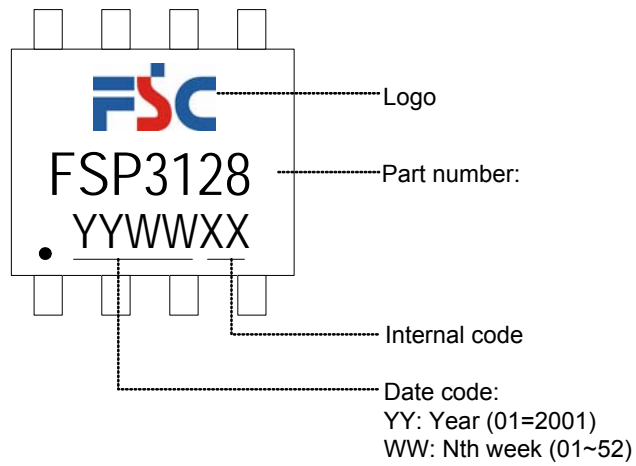 FSC
Logo
FSP3128
Part number:
YYWWXX
Internal code
Date code:
YY: Year (01=2001)
WW: Nth week (01~52)